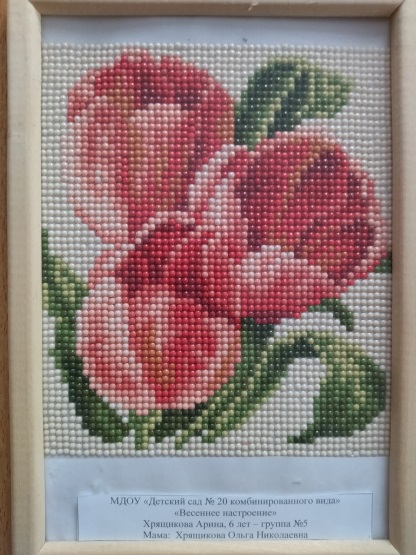 МДОУ «Детский сад № 20 комбинированного вида»
«Весеннее настроение»
Хрящикова Арина, 6 лет – группа №5
Мама:  Хрящикова Ольга Николаевна